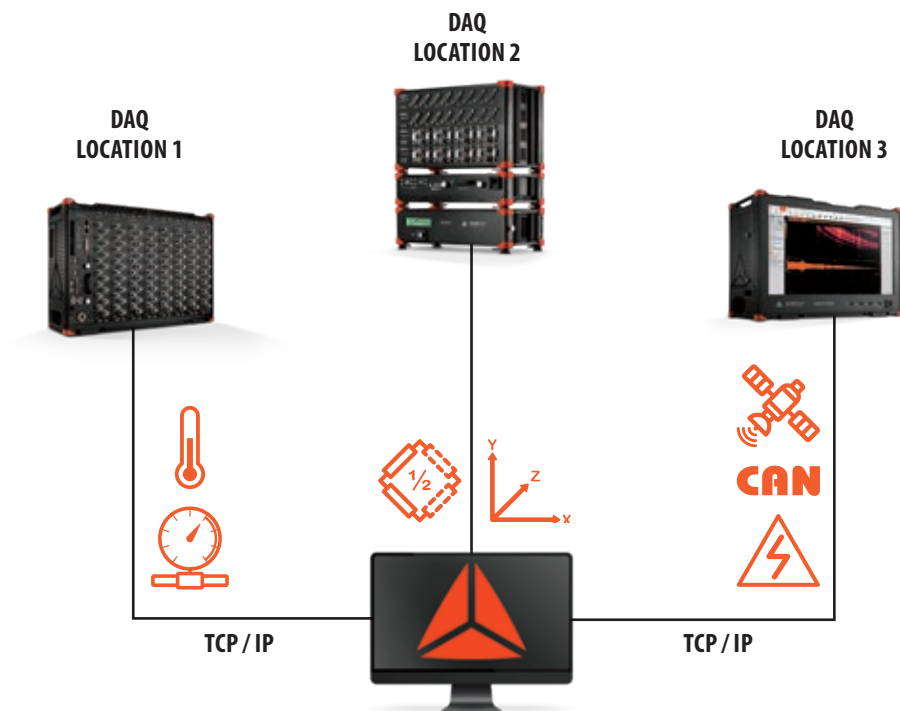 DAQ
LOCATION 2
DAQ
LOCATION 1
DAQ
LOCATION 3
Y
Z
X
1/2
CAN
TCP / IP
TCP / IP